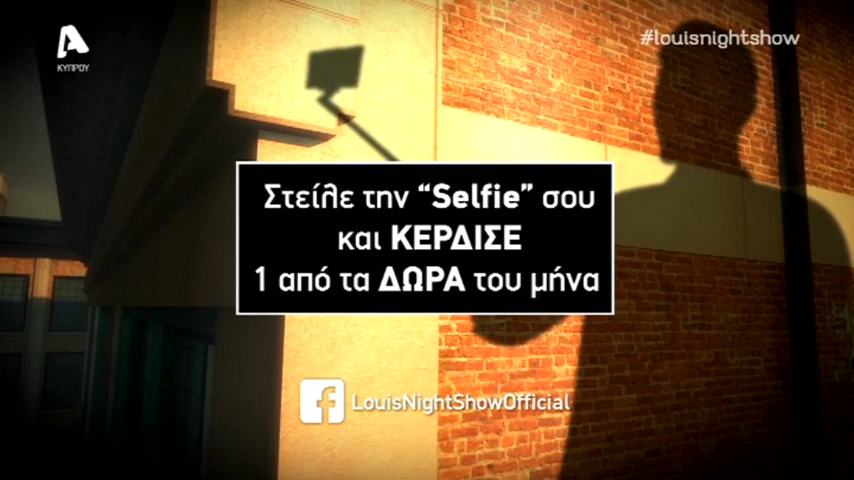 ΚΥΠΡΟΥ
#louisnightshow
Στείλε την “Selfie” σου
και ΚΕΡΔΙΣΕ
1 από τα ΔΩΡΑ του μήνα
LouisNightShowOfficial